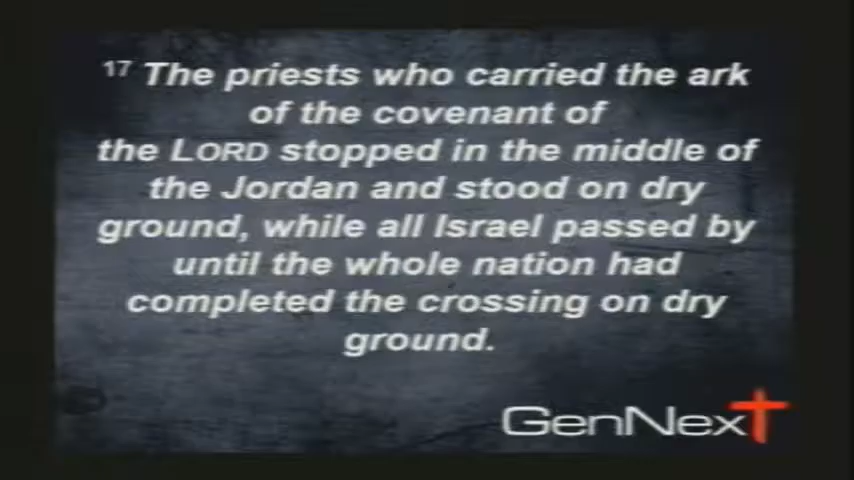 17 The priests who carried the ark
of the covenant of
the LORD stopped in the middle of
the Jordan and stood on dry
ground, while all Israel passed by
until the whole nation had
completed the crossing on dry
ground.
GenNext